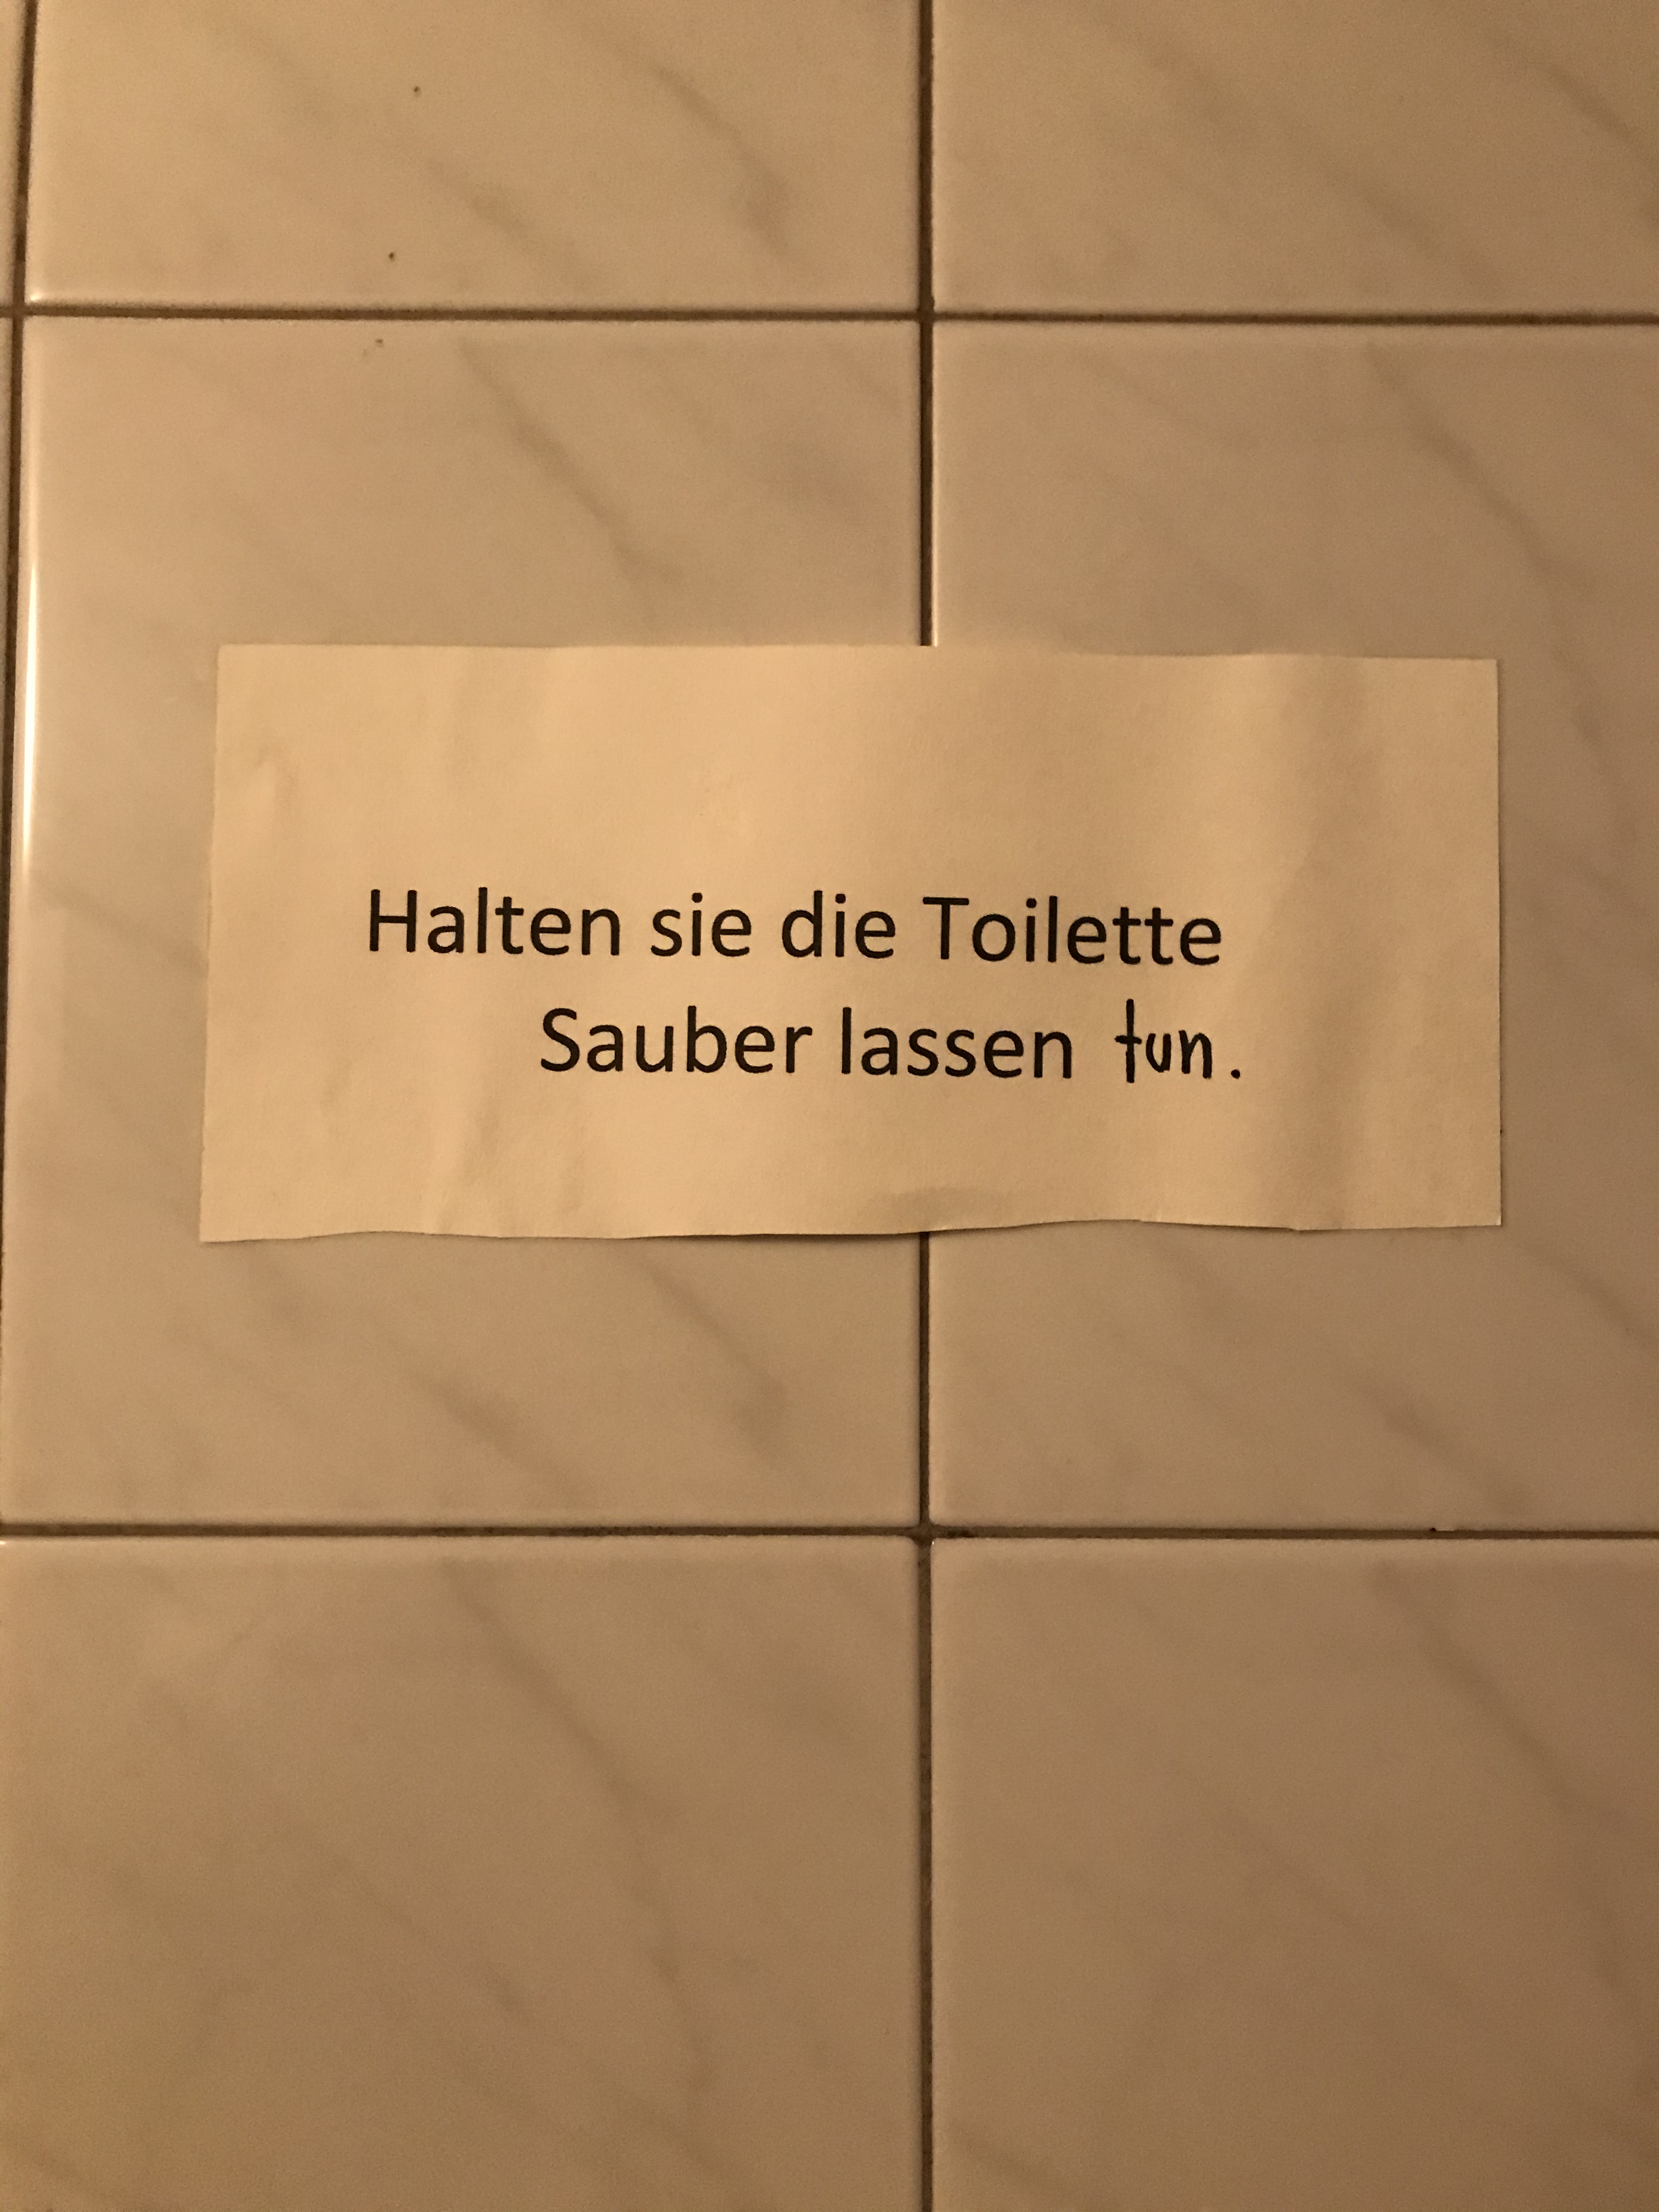 Halten sie die Toilette
Sauber lassen tun.